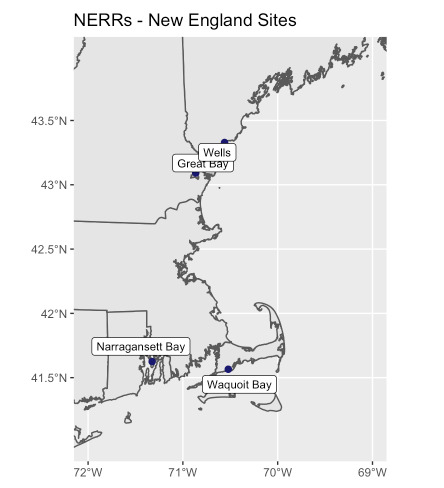 NERRs - New England Sites
43.5°N
Wells
Great Bay
43°N
42.5°N
42°N
Narragansett Bay
41.5°N
Waquoit Bay
72°W
71°W
70°W
69°W